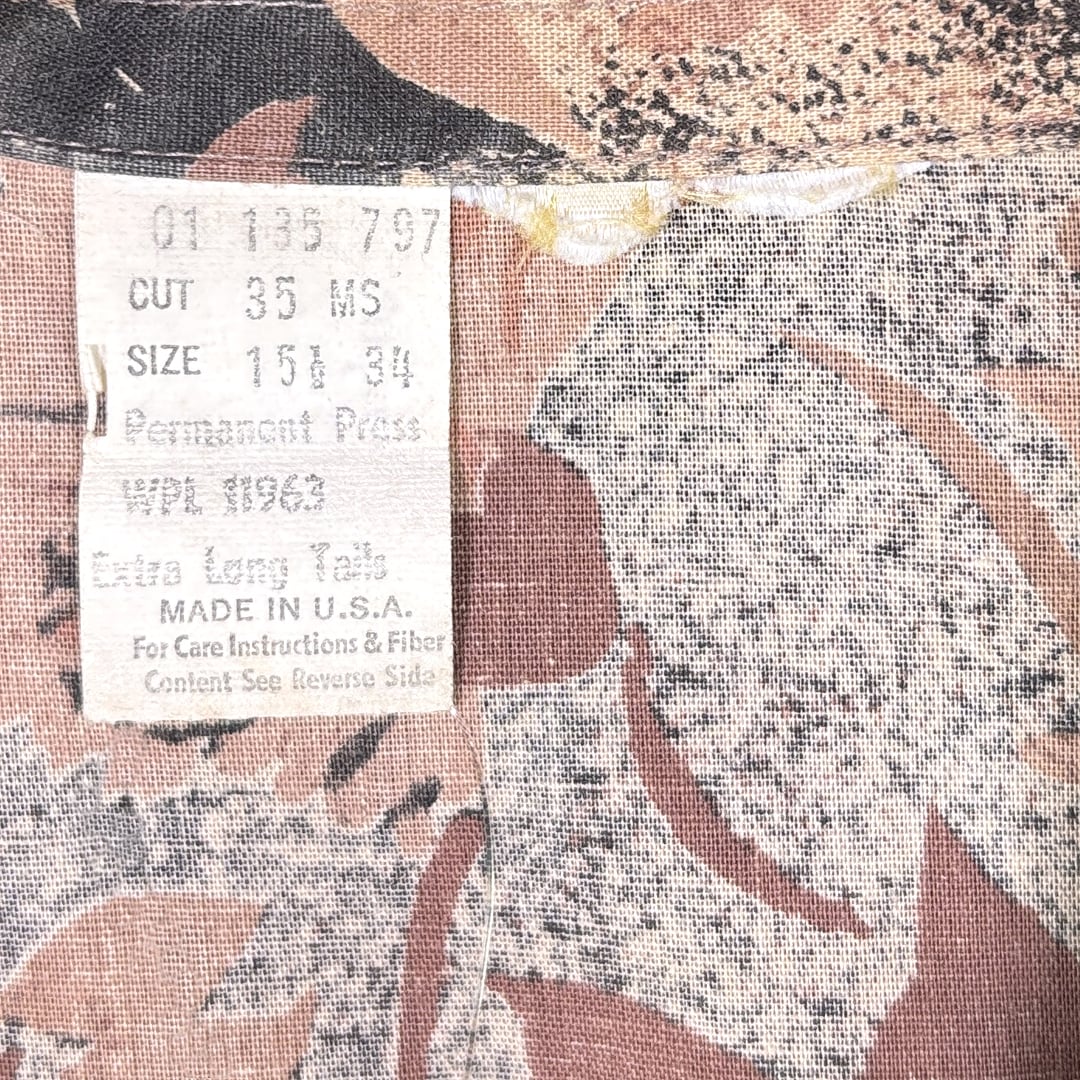 01 135 797
CUT 35 MS
SIZE 15½ 34
Permanent Press
WPL 11963
Extra Long Tails
MADE IN U.S.A.
For Care Instructions & Fiber
Content See Reverse Side